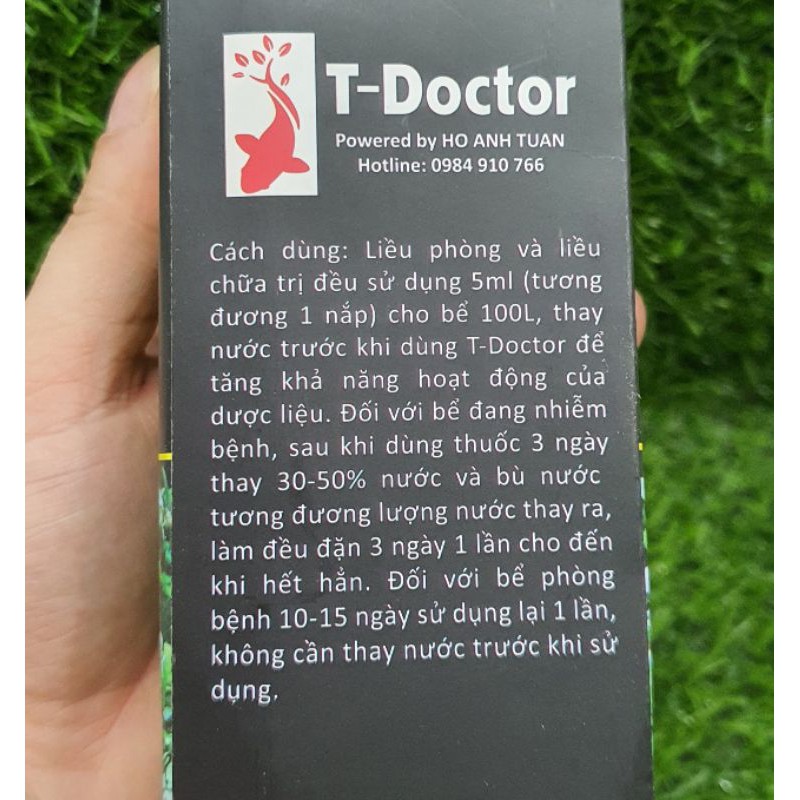 T-Doctor
Powered by HO ANH TUAN
Hotline: 0984 910 766
Cách dùng: Liều phòng và liều
chữa trị đều sử dụng 5ml (tương
đương 1 nắp) cho bể 100L, thay
nước trước khi dùng T-Doctor để
tăng khả năng hoạt động của
dược liệu. Đối với bể đang nhiễm
bệnh, sau khi dùng thuốc 3 ngày
thay 30-50% nước và bù nước
tương đương lượng nước thay ra,
làm đều đặn 3 ngày 1 lần cho đến
khi hết hẳn. Đối với bể phòng
bệnh 10-15 ngày sử dụng lại 1 lần,
không cần thay nước trước khi sử
dụng.